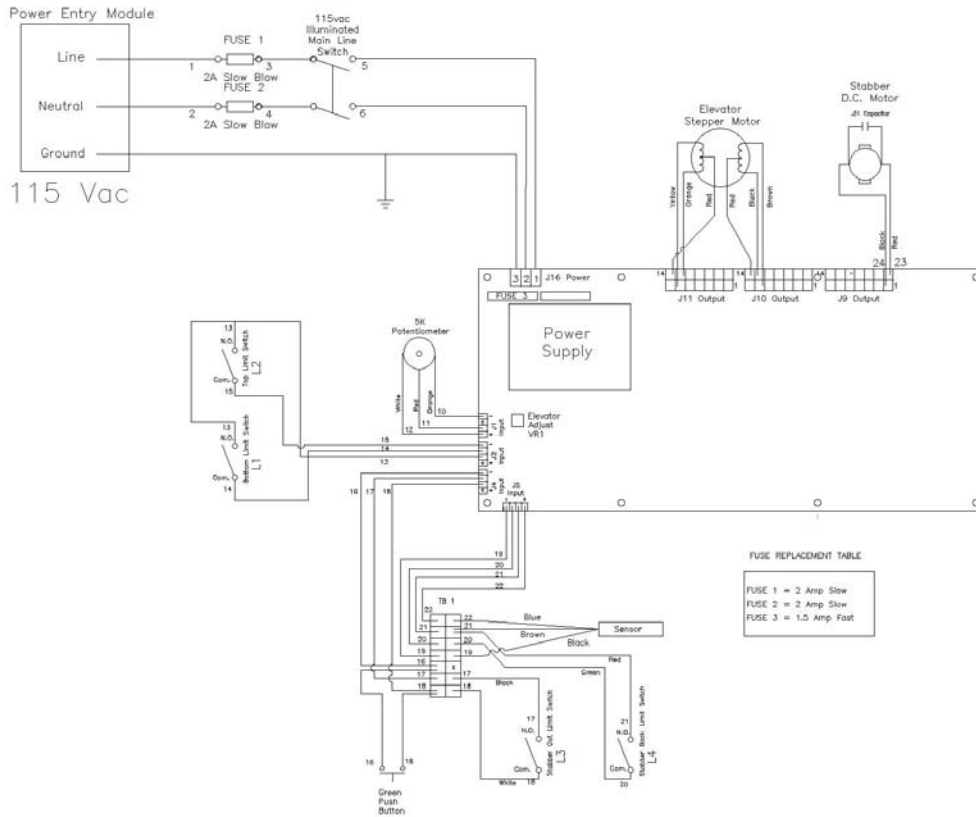 Power Entry Module
Line
Neutral
Ground
115 Vac
1
FUSE 1
3
2A Slow Blow
FUSE 2
2
4
2A Slow Blow
115vac
Illuminated
Main Line
Switch
5
6
Elevator
Stepper Motor
Yellow
Orange
Red
Red
Black
Brown
Stabber
D.C. Motor
Capacitor
Black
Red
24 23
3 2 1
J16 Power
FUSE 3
14
1
J11 Output
14
1
J10 Output
14
1
J9 Output
Power
Supply
5K
Potentiometer
White
Red
Orange
10
11
12
J1
Input
Elevator
Adjust
VR1
13
N.O.
Com.
15
Top Limit Switch
L2
13
N.O.
Com.
14
Bottom Limit Switch
L1
15
14
13
J2
Input
16
17
18
J4
Input
J5
Input
19
20
21
22
TB 1
22
21
20
19
16
17
18
22
21
20
19
17
18
Blue
Brown
Black
Sensor
Red
Green
Black
White
17
N.O.
Com.
18
Stabber Out Limit Switch
L3
21
N.O.
Com.
20
Stabber Back Limit Switch
L4
16
18
Green
Push
Button
FUSE REPLACEMENT TABLE
FUSE 1 = 2 Amp Slow
FUSE 2 = 2 Amp Slow
FUSE 3 = 1.5 Amp Fast